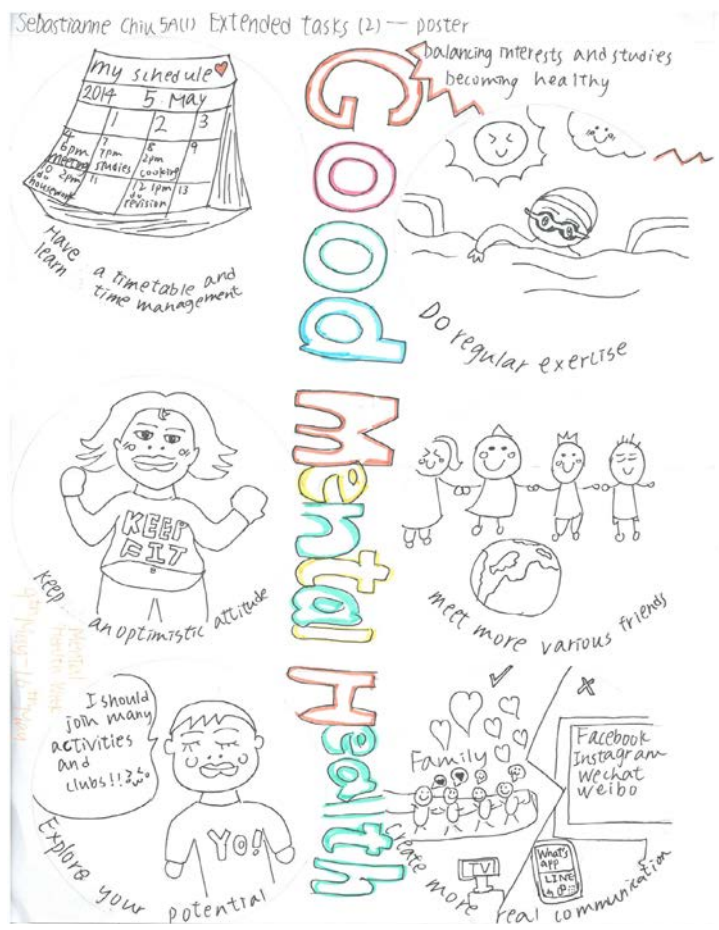 Sebastianne Chiu 5A(1) Extended tasks (2) — poster
balancing interests and studies
becoming healthy
Good Mental Health
my schedule
2014 5. May
1 2 3
4 6pm meeting
7 7pm studies
8 2pm cooking
9
10 2pm do housework
11
12 1pm do revision
13
Have a timetable and
learn time management
Do regular exercise
KEEP
FIT
Keep an optimistic attitude
meet more various friends
Mental
Health Week
I should
join many
activities
and
clubs!!
YO!
Explore your potential
Family
TV
Facebook
Instagram
Wechat
Weibo
What's
app
LINE
Create more real communication